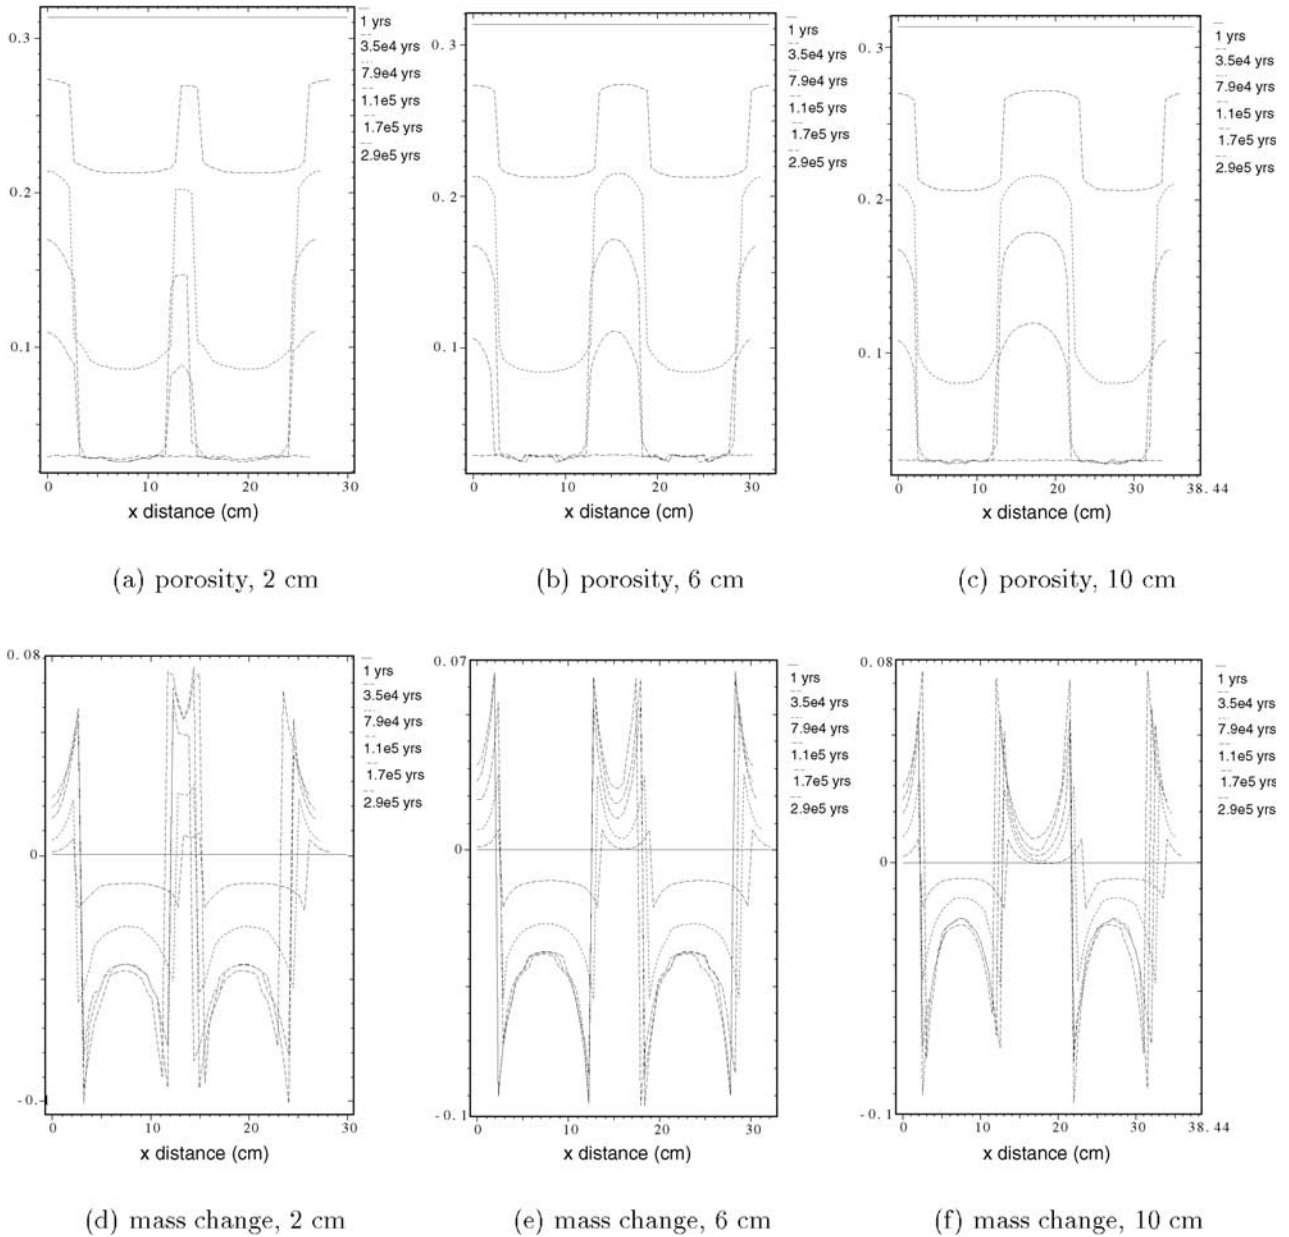 0.3
0.2
0.1
0
10
20
30
x distance (cm)
1 yrs
3.5e4 yrs
7.9e4 yrs
1.1e5 yrs
1.7e5 yrs
2.9e5 yrs
(a) porosity, 2 cm
0.3
0.2
0.1
0
10
20
30
x distance (cm)
1 yrs
3.5e4 yrs
7.9e4 yrs
1.1e5 yrs
1.7e5 yrs
2.9e5 yrs
(b) porosity, 6 cm
0.3
0.2
0.1
0
10
20
30
38.44
x distance (cm)
1 yrs
3.5e4 yrs
7.9e4 yrs
1.1e5 yrs
1.7e5 yrs
2.9e5 yrs
(c) porosity, 10 cm
0.08
0
-0.
0
10
20
30
x distance (cm)
1 yrs
3.5e4 yrs
7.9e4 yrs
1.1e5 yrs
1.7e5 yrs
2.9e5 yrs
(d) mass change, 2 cm
0.07
0
-0.1
0
10
20
30
x distance (cm)
1 yrs
3.5e4 yrs
7.9e4 yrs
1.1e5 yrs
1.7e5 yrs
2.9e5 yrs
(e) mass change, 6 cm
0.08
0
-0.1
0
10
20
30
38.44
x distance (cm)
1 yrs
3.5e4 yrs
7.9e4 yrs
1.1e5 yrs
1.7e5 yrs
2.9e5 yrs
(f) mass change, 10 cm